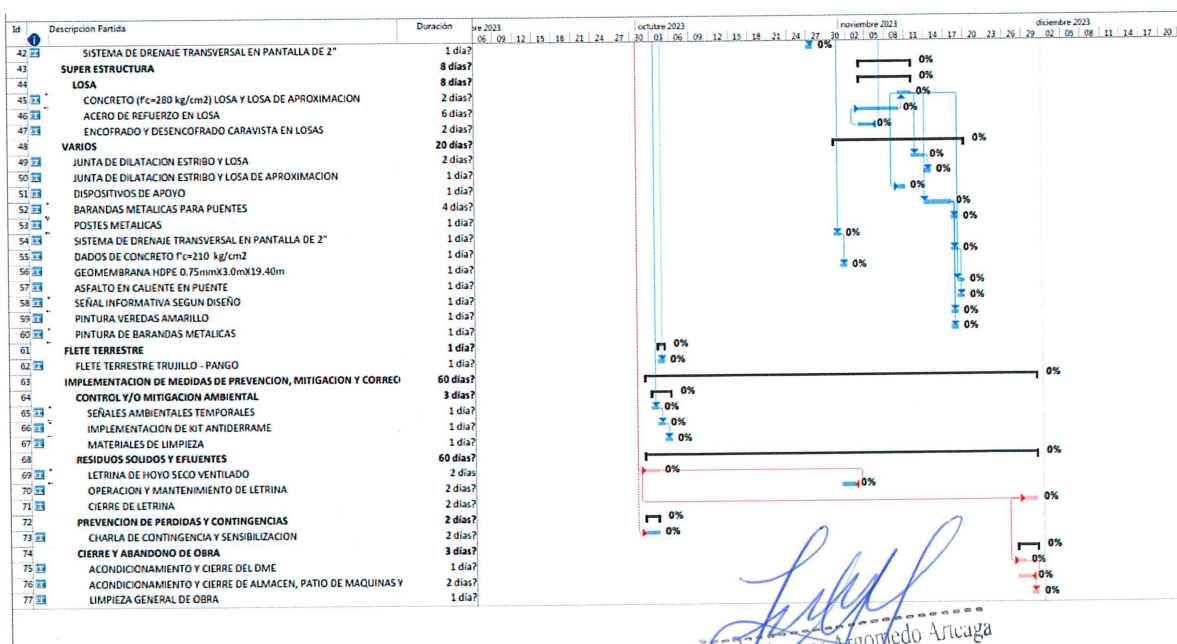 Id Descripción Partida Duración re 2023 octubre 2023 noviembre 2023 diciembre 2023
06 09 12 15 18 21 24 27 30 03 06 09 12 15 18 21 24 27 30 02 05 08 11 14 17 20 23 26 29 02 05 08 11 14 17 20
42 SISTEMA DE DRENAJE TRANSVERSAL EN PANTALLA DE 2" 1 día? 0%
43 SUPER ESTRUCTURA 8 días? 0%
44 LOSA 8 días? 0%
45 CONCRETO (f'c=280 kg/cm2) LOSA Y LOSA DE APROXIMACION 2 días? 0%
46 ACERO DE REFUERZO EN LOSA 6 días? 0%
47 ENCOFRADO Y DESENCOFRADO CARAVISTA EN LOSAS 2 días? 0%
48 VARIOS 20 días? 0%
49 JUNTA DE DILATACION ESTRIBO Y LOSA 2 días? 0%
50 JUNTA DE DILATACION ESTRIBO Y LOSA DE APROXIMACION 1 día? 0%
51 DISPOSITIVOS DE APOYO 1 día? 0%
52 BARANDAS METALICAS PARA PUENTES 4 días? 0%
53 POSTES METALICAS 1 día? 0%
54 SISTEMA DE DRENAJE TRANSVERSAL EN PANTALLA DE 2" 1 día? 0%
55 DADOS DE CONCRETO f'c=210 kg/cm2 1 día? 0%
56 GEOMEMBRANA HDPE 0.75mmX3.0mX19.40m 1 día? 0%
57 ASFALTO EN CALIENTE EN PUENTE 1 día? 0%
58 SEÑAL INFORMATIVA SEGUN DISEÑO 1 día? 0%
59 PINTURA VEREDAS AMARILLO 1 día? 0%
60 PINTURA DE BARANDAS METALICAS 1 día? 0%
61 FLETE TERRESTRE 1 día? 0%
62 FLETE TERRESTRE TRUJILLO - PANGO 1 día? 0%
63 IMPLEMENTACION DE MEDIDAS DE PREVENCION, MITIGACION Y CORREC 60 días? 0%
64 CONTROL Y/O MITIGACION AMBIENTAL 3 días? 0%
65 SEÑALES AMBIENTALES TEMPORALES 1 día? 0%
66 IMPLEMENTACION DE KIT ANTIDERRAME 1 día? 0%
67 MATERIALES DE LIMPIEZA 1 día? 0%
68 RESIDUOS SOLIDOS Y EFLUENTES 60 días? 0%
69 LETRINA DE HOYO SECO VENTILADO 2 días 0%
70 OPERACION Y MANTENIMIENTO DE LETRINA 2 días? 0%
71 CIERRE DE LETRINA 2 días? 0%
72 PREVENCION DE PERDIDAS Y CONTINGENCIAS 2 días? 0%
73 CHARLA DE CONTINGENCIA Y SENSIBILIZACION 2 días? 0%
74 CIERRE Y ABANDONO DE OBRA 3 días? 0%
75 ACONDICIONAMIENTO Y CIERRE DEL DME 1 día? 0%
76 ACONDICIONAMIENTO Y CIERRE DE ALMACEN, PATIO DE MAQUINAS Y 2 días? 0%
77 LIMPIEZA GENERAL DE OBRA 1 día? 0%
Argomedo Arteaga